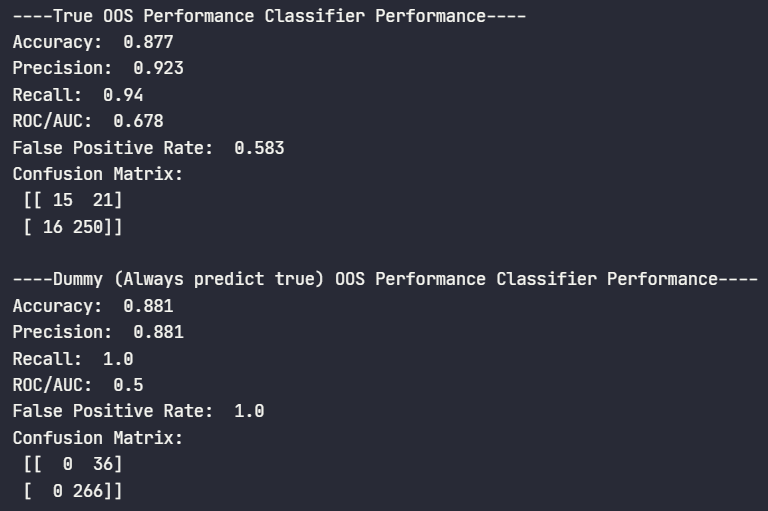 ----True OOS Performance Classifier Performance----
Accuracy:  0.877
Precision:  0.923
Recall:  0.94
ROC/AUC:  0.678
False Positive Rate:  0.583
Confusion Matrix:
 [[ 15  21]
 [ 16 250]]
----Dummy (Always predict true) OOS Performance Classifier Performance----
Accuracy:  0.881
Precision:  0.881
Recall:  1.0
ROC/AUC:  0.5
False Positive Rate:  1.0
Confusion Matrix:
 [[  0  36]
 [  0 266]]